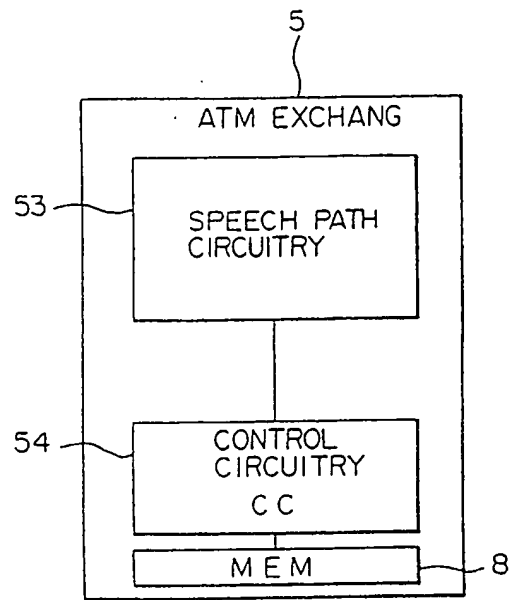 5
ATM EXCHANG
53
SPEECH PATH
CIRCUITRY
54
CONTROL
CIRCUITRY
CC
MEM
8